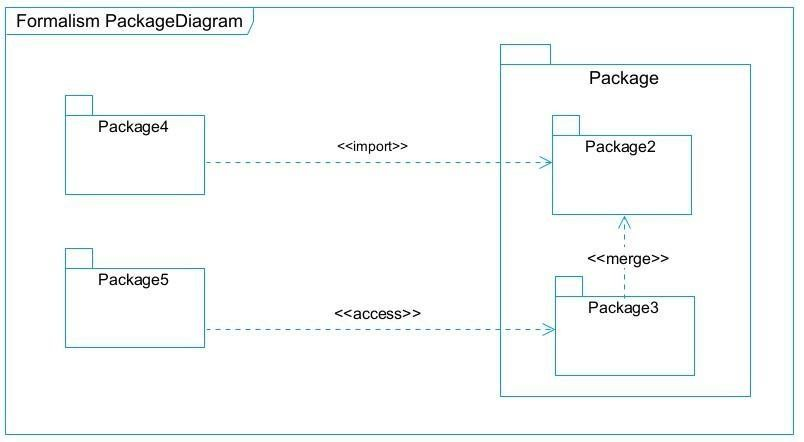 Formalism PackageDiagram
Package
Package4
<<import>>
Package2
<<merge>>
Package5
<<access>>
Package3